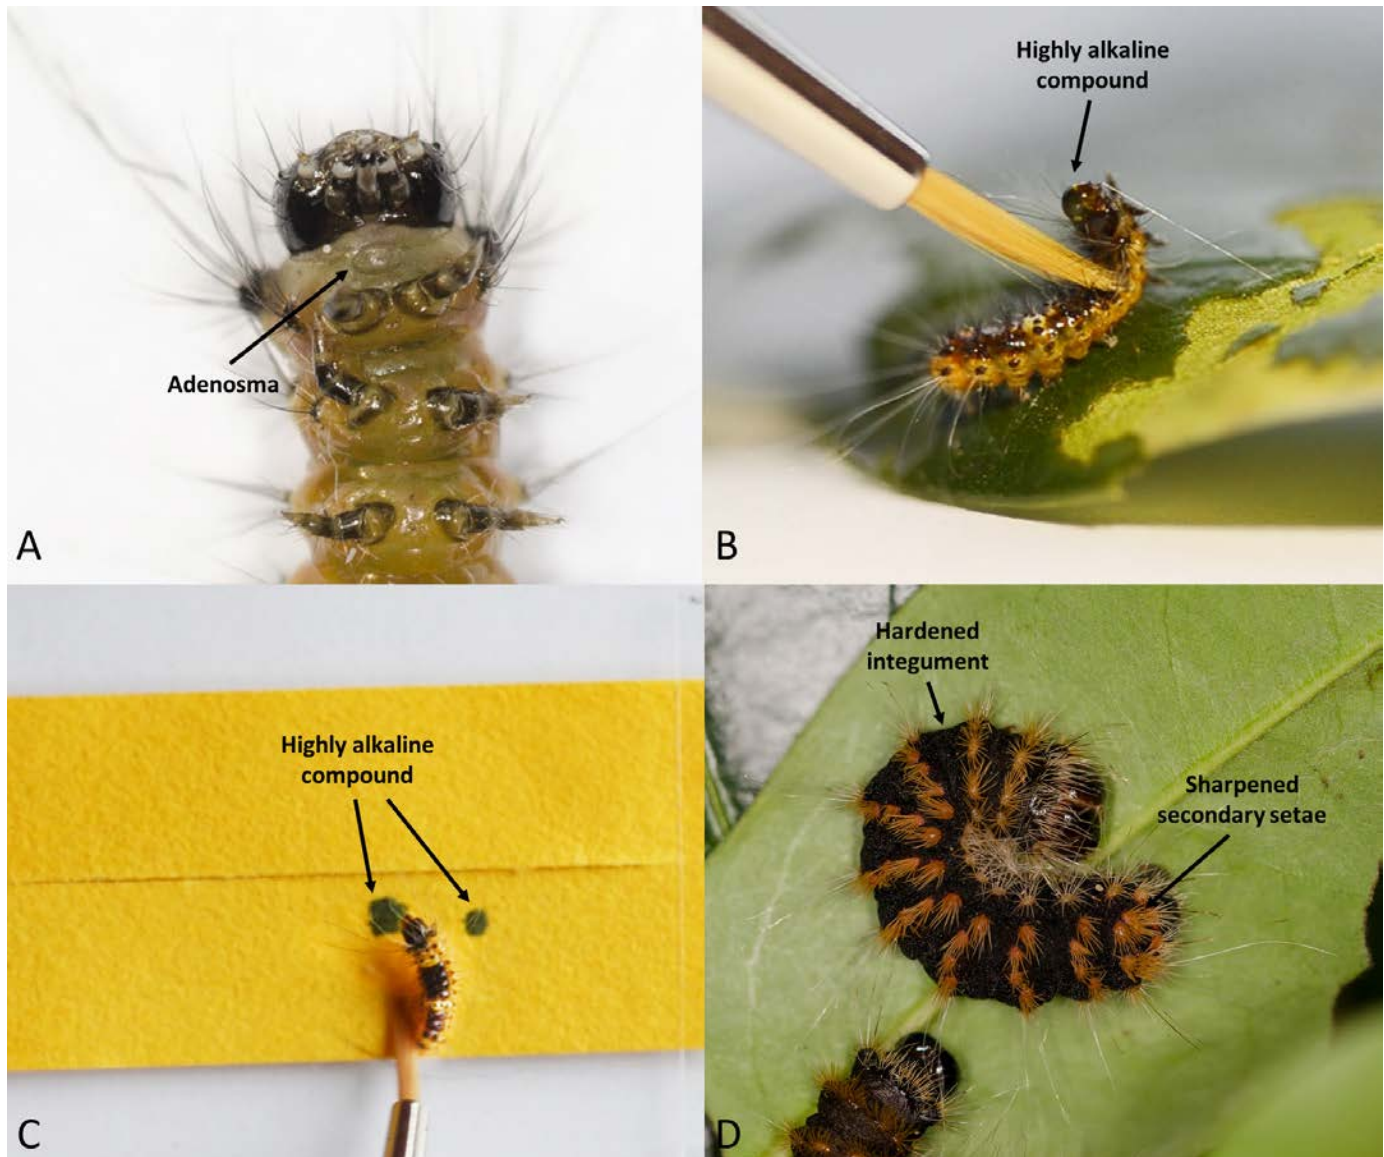 Adenosma
A
Highly alkaline
compound
B
Highly alkaline
compound
C
Hardened
integument
Sharpened
secondary setae
D